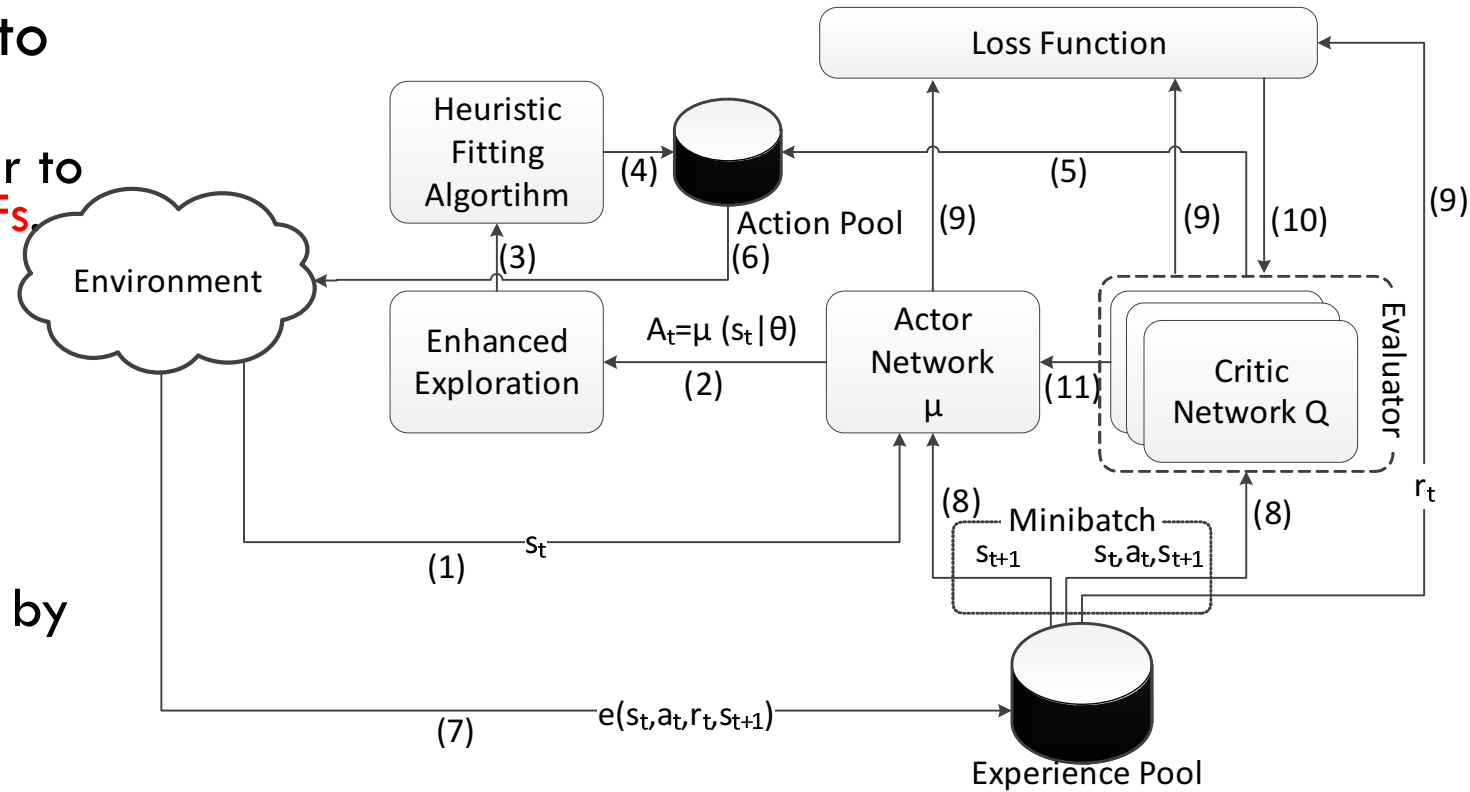 to
r to
Fs.
by
Loss Function
Heuristic
Fitting
Algortihm
(4)
(5)
(9)
Action Pool
(9)
(9)
(10)
(3)
(6)
Environment
Enhanced
Exploration
Aₜ=μ (sₜ|θ)
(2)
Actor
Network
μ
(11)
Critic
Network Q
Evaluator
rₜ
(8)
(8)
Minibatch
sₜ₊₁
sₜ,aₜ,sₜ₊₁
sₜ
(1)
e(sₜ,aₜ,rₜ,sₜ₊₁)
(7)
Experience Pool